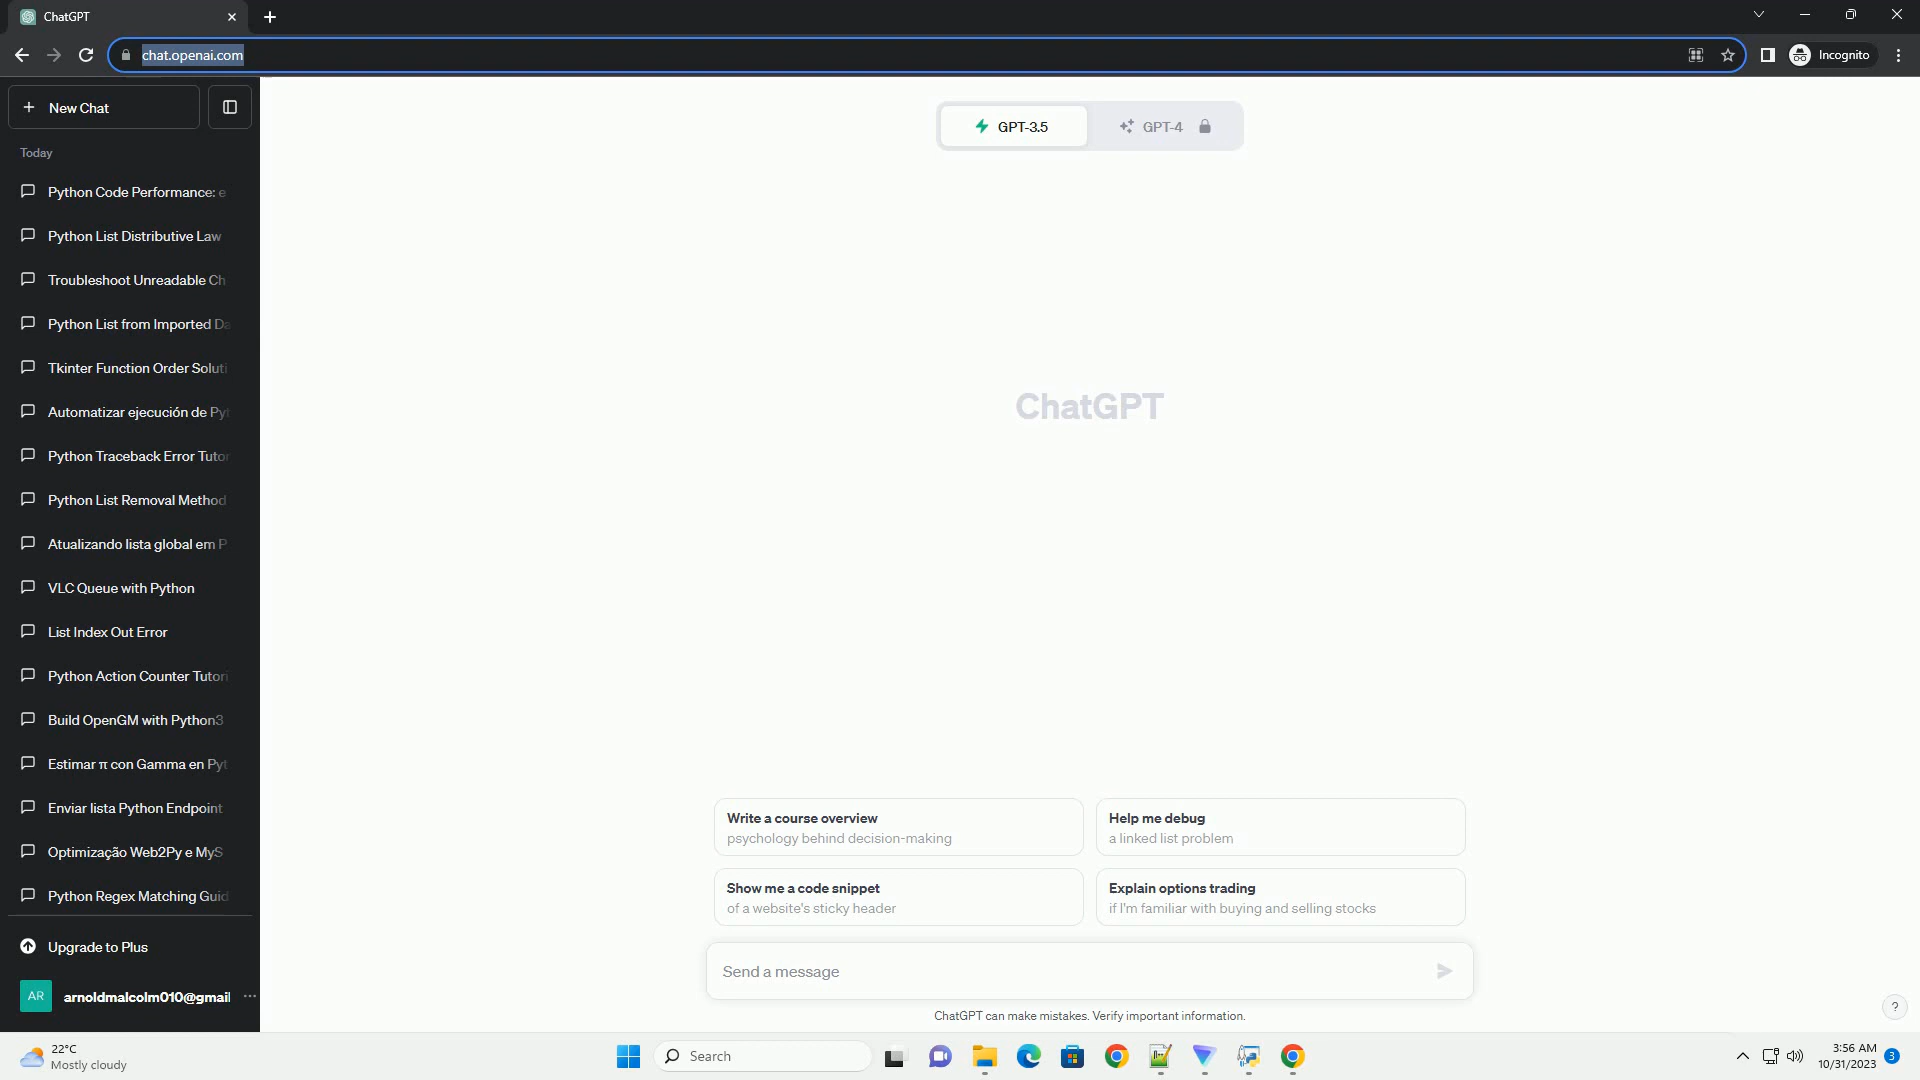 ChatGPT
chat.openai.com
Incognito
New Chat
GPT-3.5
GPT-4
Today
Python Code Performance: e
Python List Distributive Law
Troubleshoot Unreadable Ch
Python List from Imported Da
Tkinter Function Order Soluti
Automatizar ejecución de Pyt
Python Traceback Error Tutor
Python List Removal Method
Atualizando lista global em P
VLC Queue with Python
List Index Out Error
Python Action Counter Tutori
Build OpenGM with Python3
Estimar π con Gamma en Pyt
Enviar lista Python Endpoint
Optimização Web2Py e MyS
Python Regex Matching Guid
Upgrade to Plus
AR
arnoldmalcolm010@gmail
ChatGPT
Write a course overview
psychology behind decision-making
Help me debug
a linked list problem
Show me a code snippet
of a website's sticky header
Explain options trading
if I'm familiar with buying and selling stocks
Send a message
ChatGPT can make mistakes. Verify important information.
?
22°C
Mostly cloudy
Search
3:56 AM
10/31/2023
3